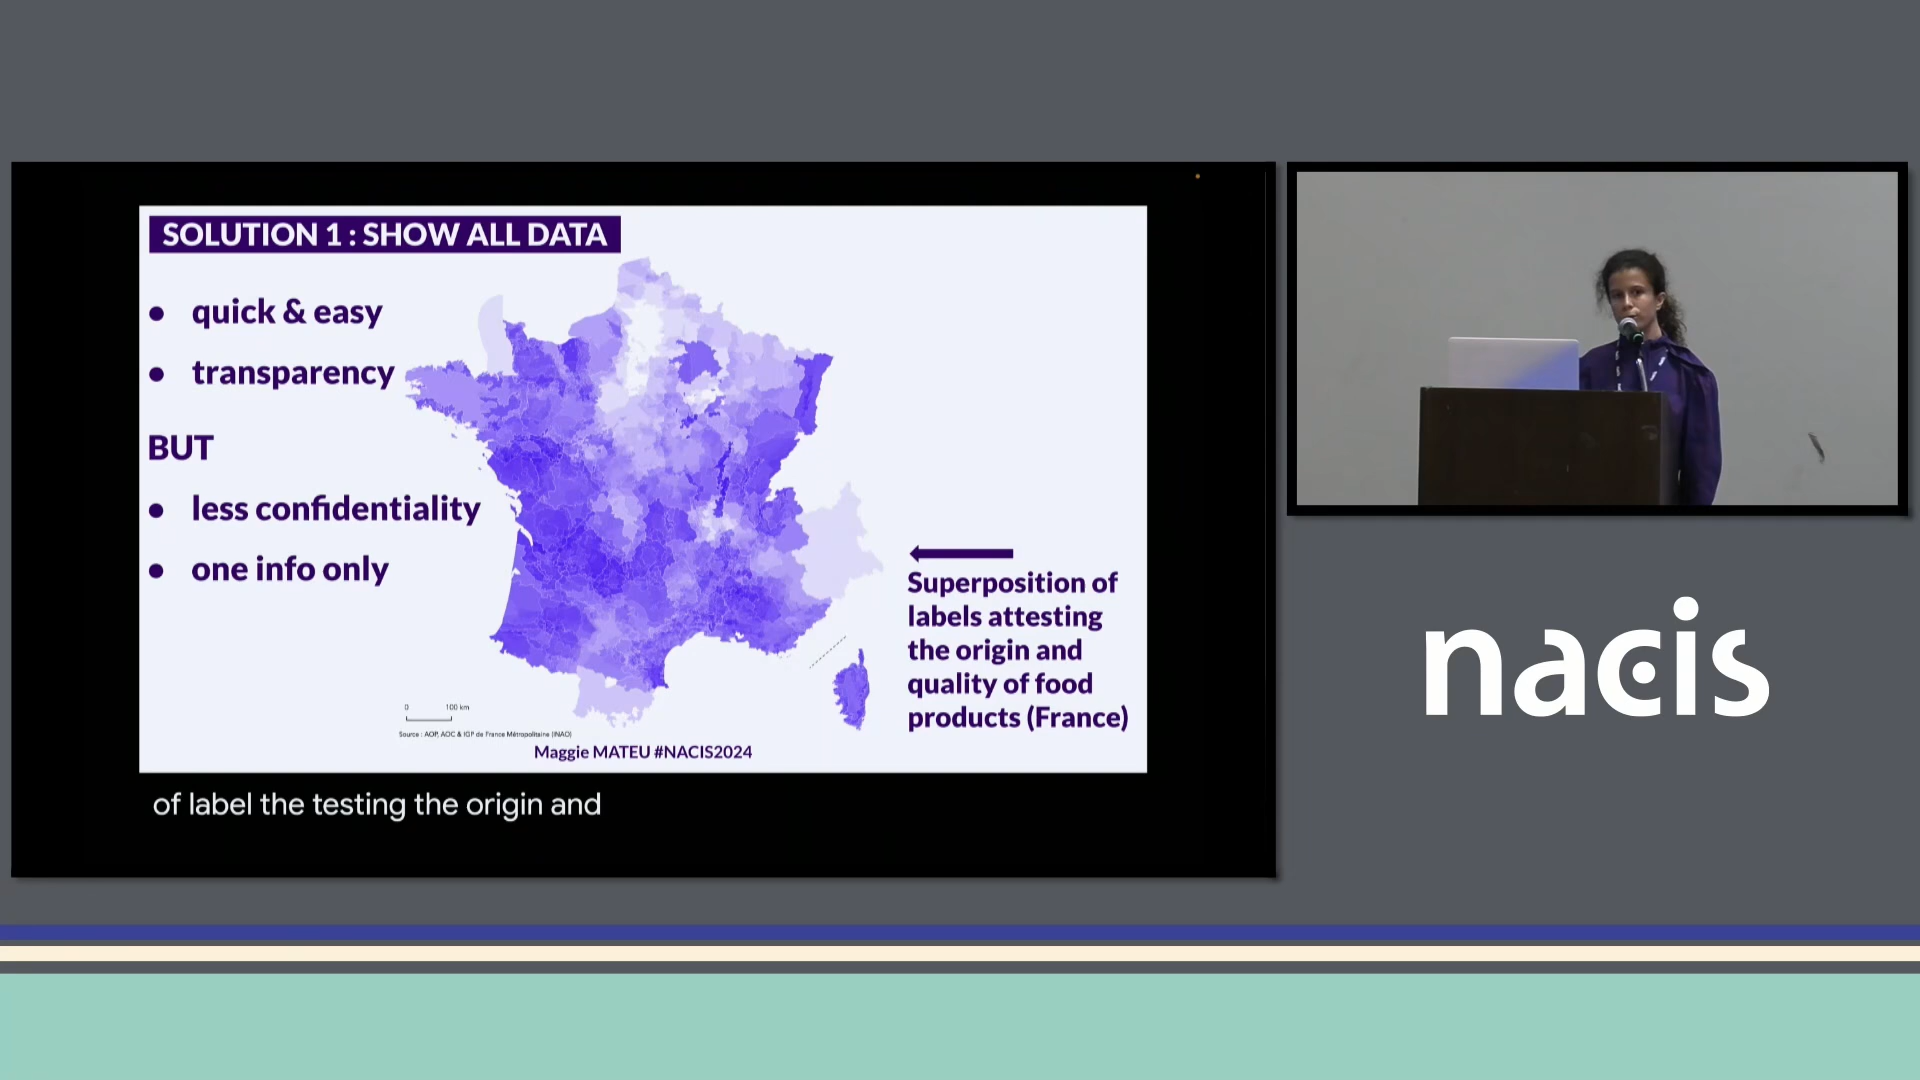 SOLUTION 1 : SHOW ALL DATA
● quick & easy
● transparency
BUT
● less confidentiality
● one info only
Superposition of
labels attesting
the origin and
quality of food
products (France)
0 100 km
Source : AOP, AOC & IGP de France Métropolitaine (INAO)
Maggie MATEU #NACIS2024
of label the testing the origin and
nacis